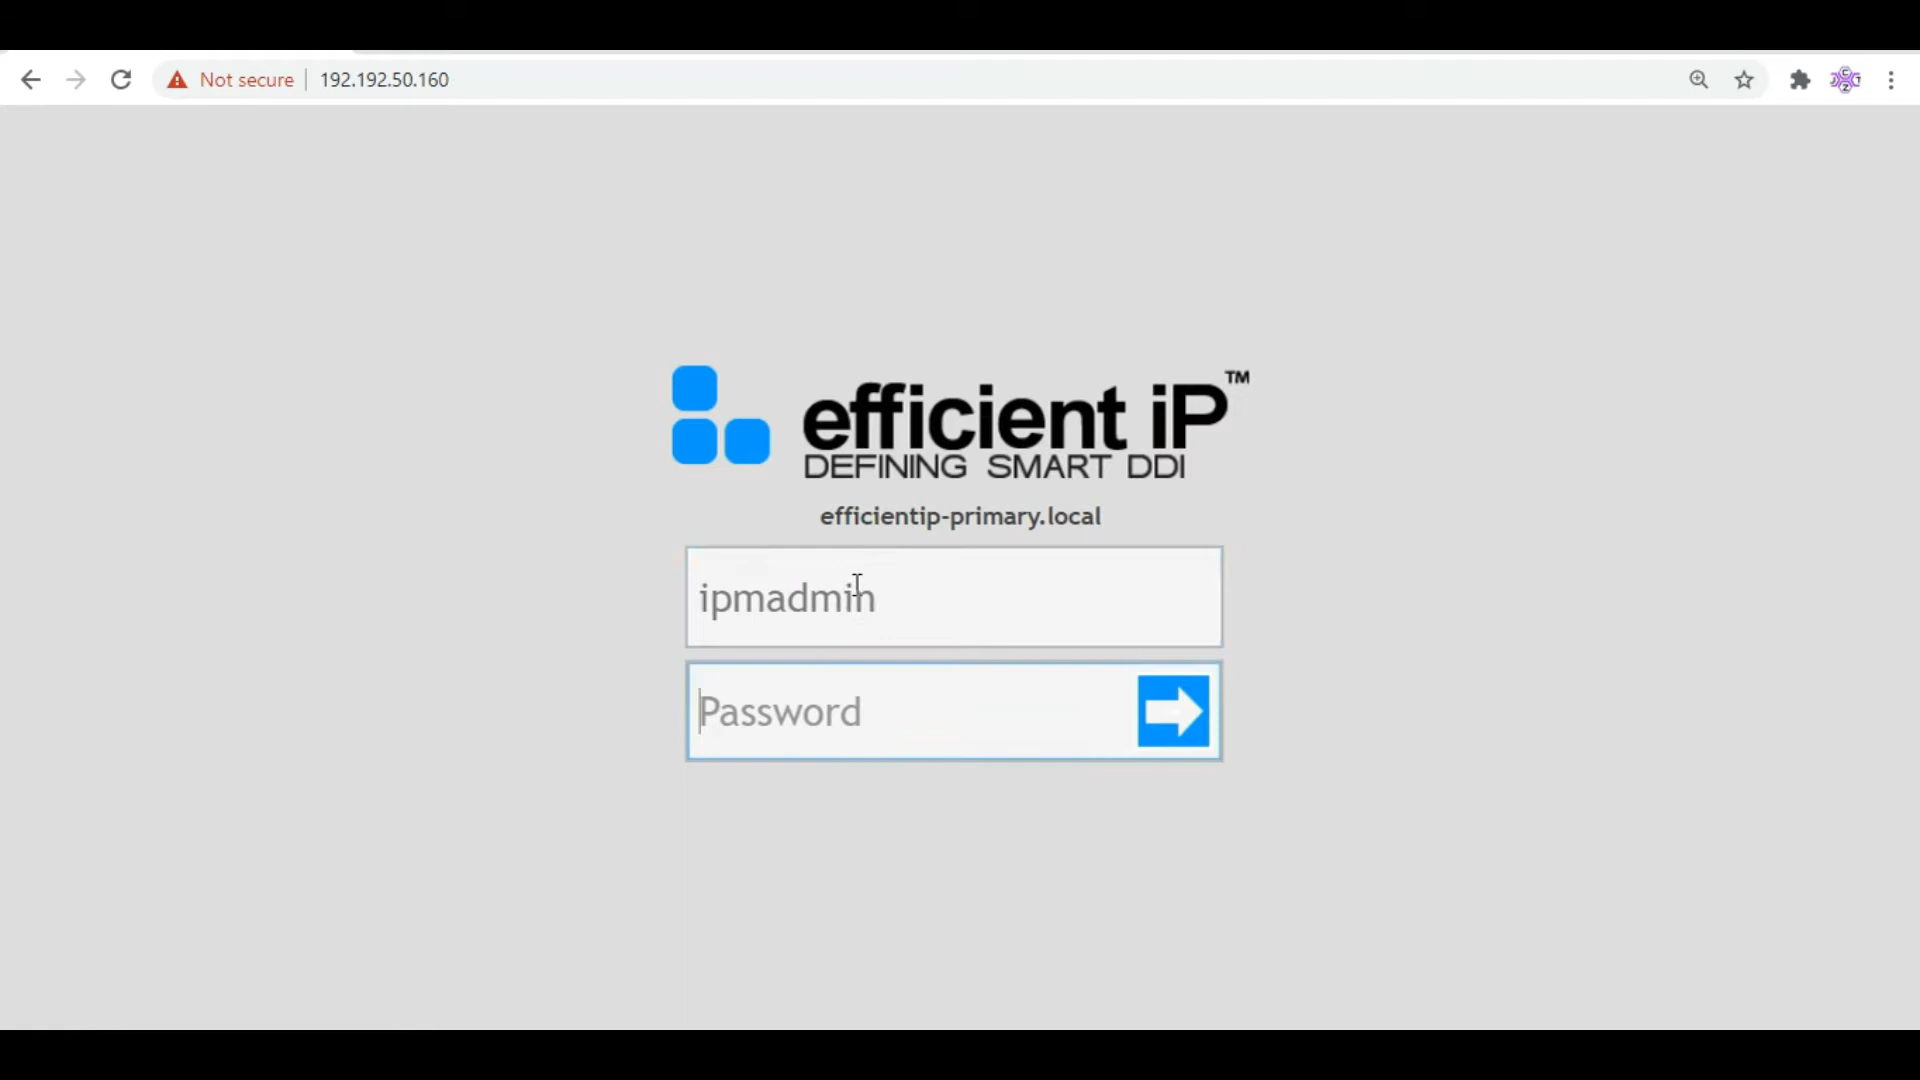 Not secure 192.192.50.160
efficient iP™
DEFINING SMART DDI
efficientip-primary.local
ipmadmin
Password